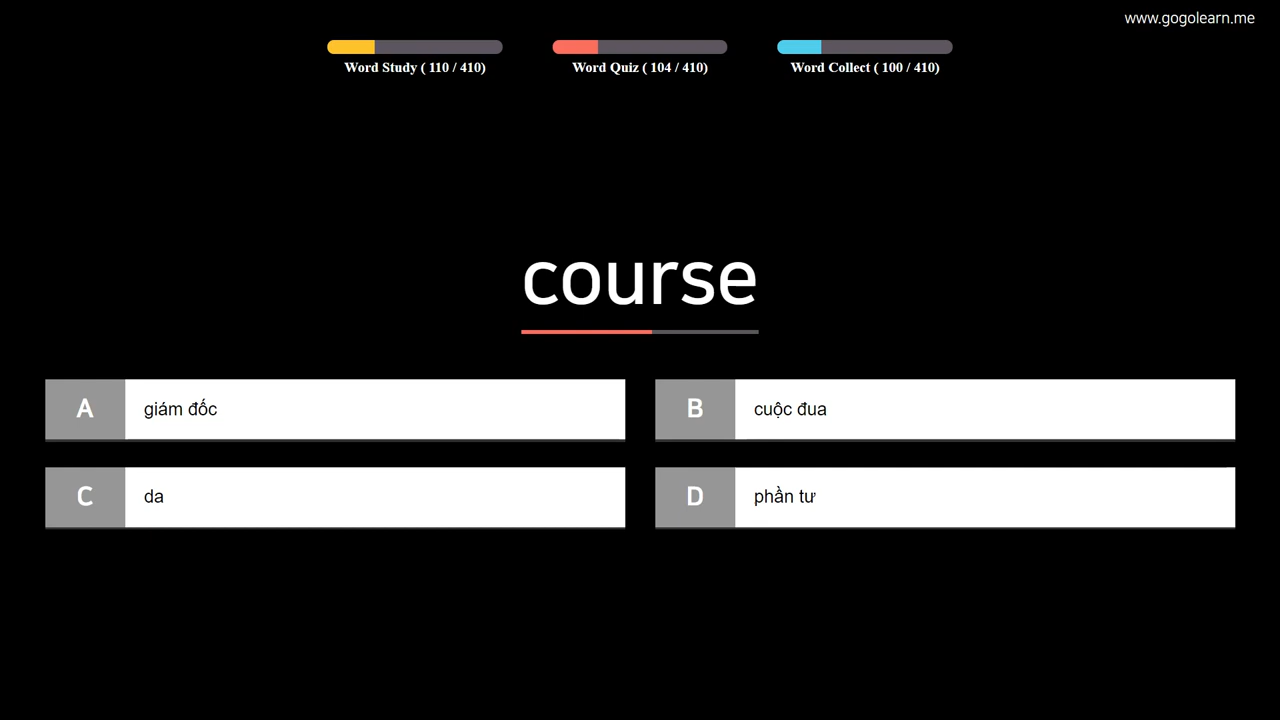 www.gogolearn.me
Word Study ( 110 / 410)
Word Quiz ( 104 / 410)
Word Collect ( 100 / 410)
course
A giám đốc
B cuộc đua
C da
D phần tư